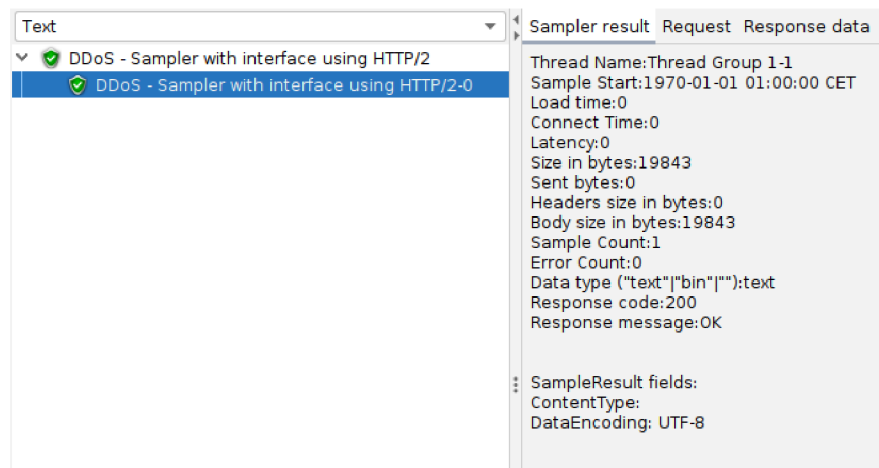 Text
DDoS - Sampler with interface using HTTP/2
DDoS - Sampler with interface using HTTP/2-0
Sampler result Request Response data
Thread Name:Thread Group 1-1
Sample Start:1970-01-01 01:00:00 CET
Load time:0
Connect Time:0
Latency:0
Size in bytes:19843
Sent bytes:0
Headers size in bytes:0
Body size in bytes:19843
Sample Count:1
Error Count:0
Data type ("text"|"bin"|""):text
Response code:200
Response message:OK
SampleResult fields:
ContentType:
DataEncoding: UTF-8